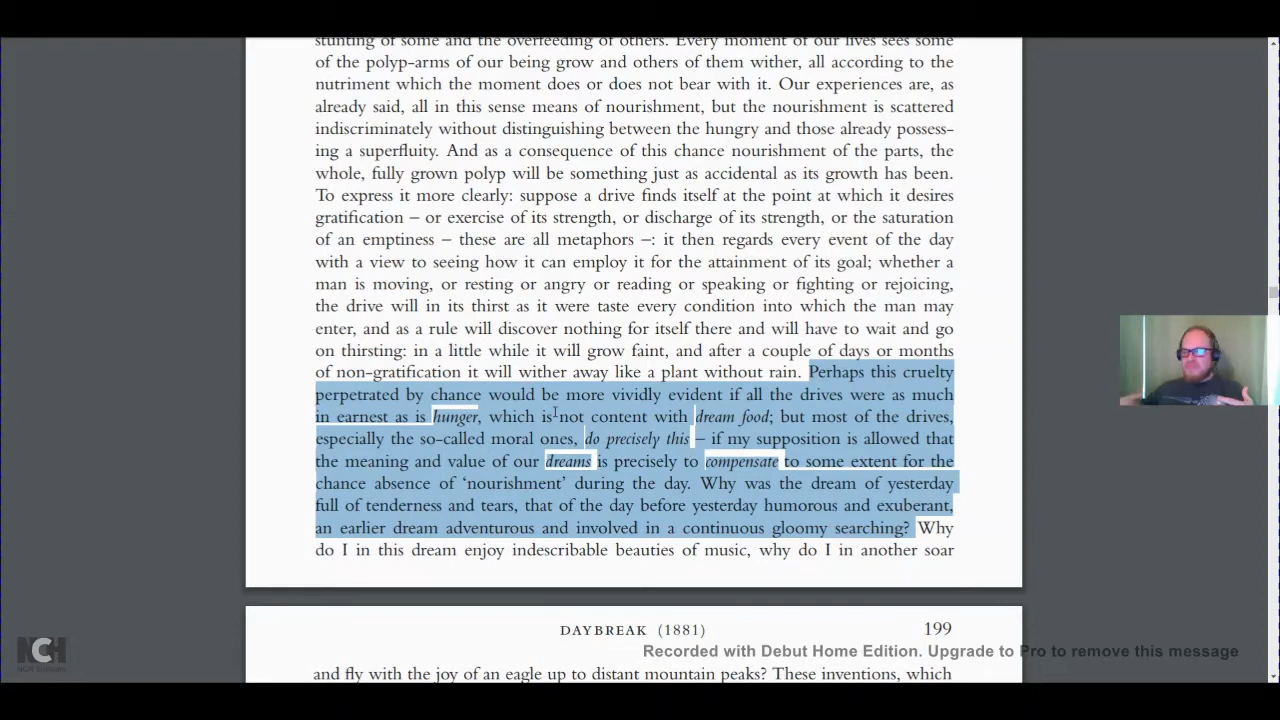 stunting of some and the overfeeding of others. Every moment of our lives sees some
of the polyp-arms of our being grow and others of them wither, all according to the
nutriment which the moment does or does not bear with it. Our experiences are, as
already said, all in this sense means of nourishment, but the nourishment is scattered
indiscriminately without distinguishing between the hungry and those already possess-
ing a superfluity. And as a consequence of this chance nourishment of the parts, the
whole, fully grown polyp will be something just as accidental as its growth has been.
To express it more clearly: suppose a drive finds itself at the point at which it desires
gratification – or exercise of its strength, or discharge of its strength, or the saturation
of an emptiness – these are all metaphors –: it then regards every event of the day
with a view to seeing how it can employ it for the attainment of its goal; whether a
man is moving, or resting or angry or reading or speaking or fighting or rejoicing,
the drive will in its thirst as it were taste every condition into which the man may
enter, and as a rule will discover nothing for itself there and will have to wait and go
on thirsting: in a little while it will grow faint, and after a couple of days or months
of non-gratification it will wither away like a plant without rain. Perhaps this cruelty
perpetrated by chance would be more vividly evident if all the drives were as much
in earnest as is hunger, which is not content with dream food; but most of the drives,
especially the so-called moral ones, do precisely this – if my supposition is allowed that
the meaning and value of our dreams is precisely to compensate to some extent for the
chance absence of ‘nourishment’ during the day. Why was the dream of yesterday
full of tenderness and tears, that of the day before yesterday humorous and exuberant,
an earlier dream adventurous and involved in a continuous gloomy searching? Why
do I in this dream enjoy indescribable beauties of music, why do I in another soar
DAYBREAK (1881) 199
Recorded with Debut Home Edition. Upgrade to Pro to remove this message
and fly with the joy of an eagle up to distant mountain peaks? These inventions, which
NCH